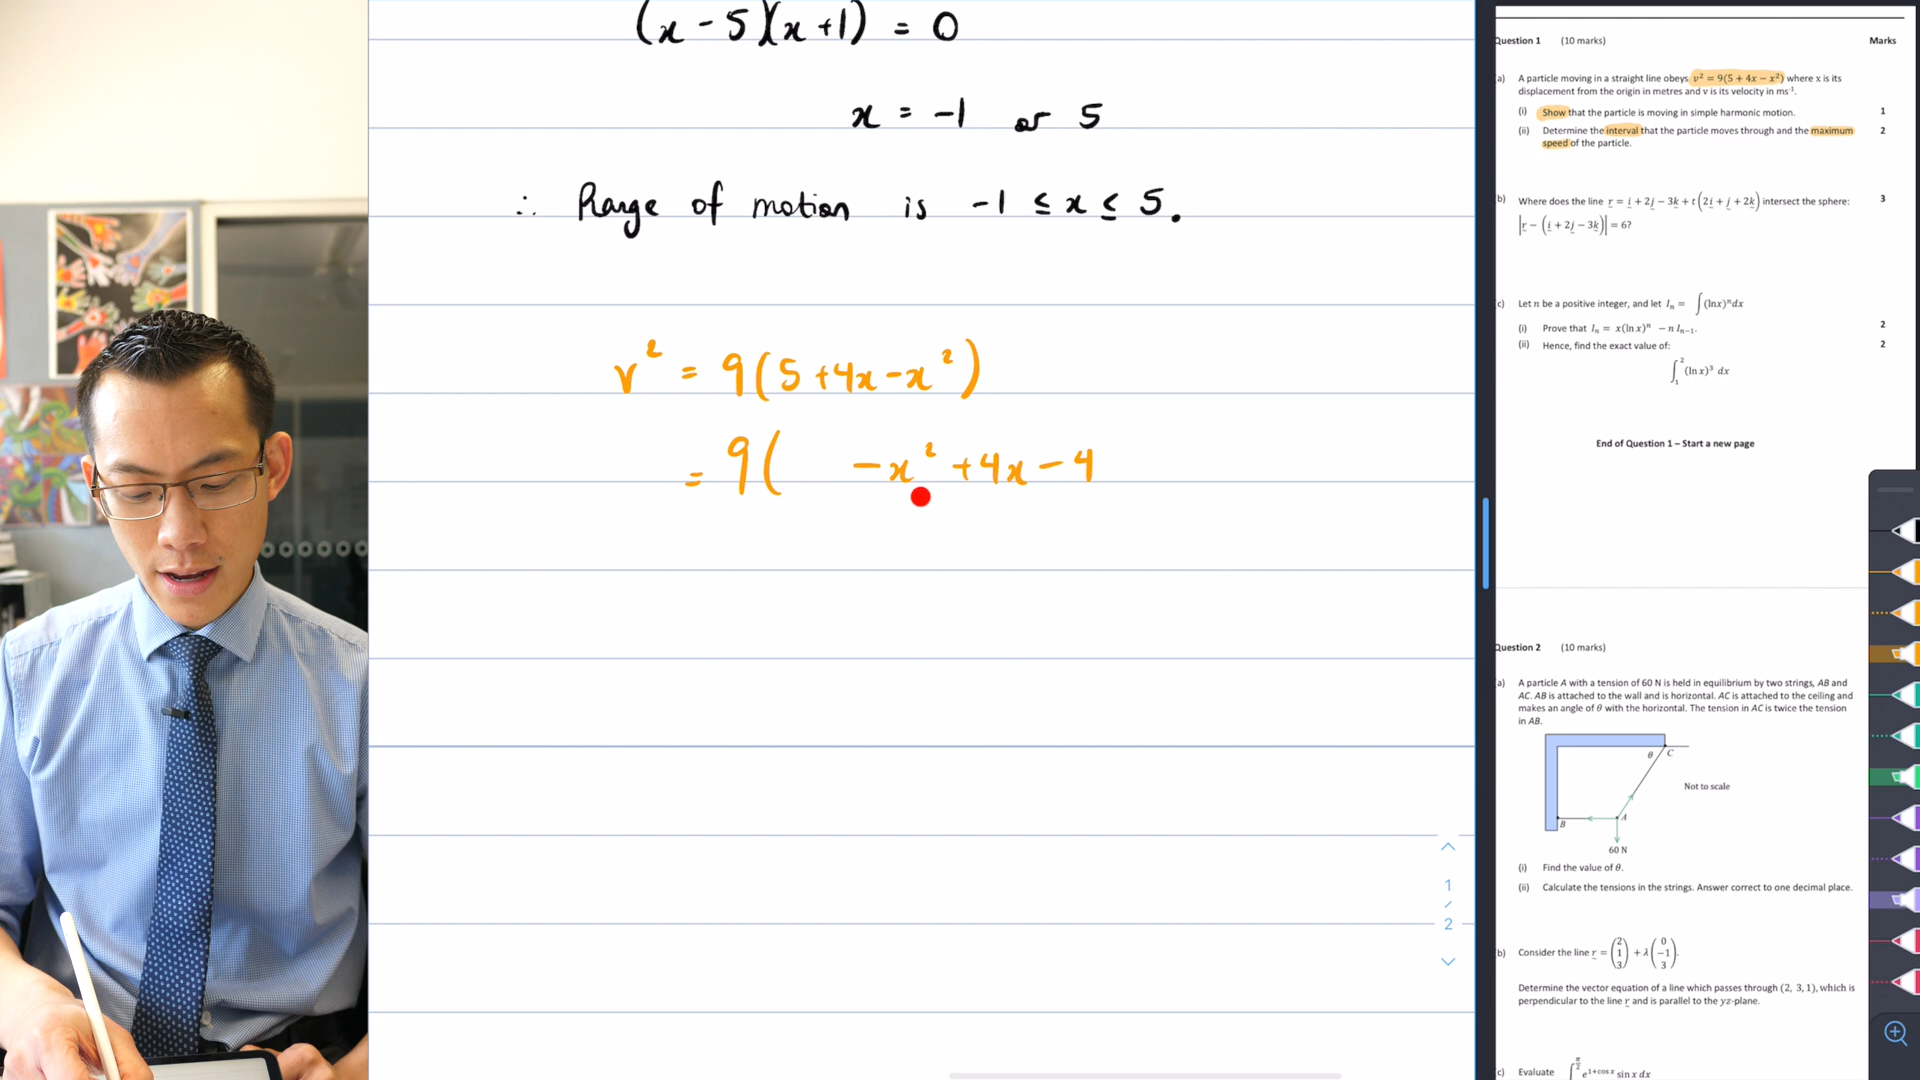 (x - 5)(x + 1) = 0
x = -1 or 5
∴ Range of motion is -1 ≤ x ≤ 5.
v² = 9(5 + 4x - x²)
= 9( -x² + 4x - 4
1
/
2
Question 1 (10 marks) Marks
a) A particle moving in a straight line obeys v² = 9(5 + 4x − x²) where x is its
displacement from the origin in metres and v is its velocity in ms⁻¹.
(i) Show that the particle is moving in simple harmonic motion. 1
(ii) Determine the interval that the particle moves through and the maximum 2
speed of the particle.
b) Where does the line r = i + 2j − 3k + t(2i + j + 2k) intersect the sphere: 3
|r − (i + 2j − 3k)| = 6?
c) Let n be a positive integer, and let Iₙ = ∫(lnx)ⁿdx
(i) Prove that Iₙ = x(ln x)ⁿ − n Iₙ₋₁. 2
(ii) Hence, find the exact value of: 2
∫₁² (ln x)³ dx
End of Question 1 – Start a new page
Question 2 (10 marks)
a) A particle A with a tension of 60 N is held in equilibrium by two strings, AB and
AC. AB is attached to the wall and is horizontal. AC is attached to the ceiling and
makes an angle of θ with the horizontal. The tension in AC is twice the tension
in AB.
θ C
Not to scale
B A
60 N
(i) Find the value of θ.
(ii) Calculate the tensions in the strings. Answer correct to one decimal place.
b) Consider the line r = (2 1 3) + λ(0 −1 3).
Determine the vector equation of a line which passes through (2, 3, 1), which is
perpendicular to the line r and is parallel to the yz-plane.
c) Evaluate ∫ e^(1+cos x) sin x dx